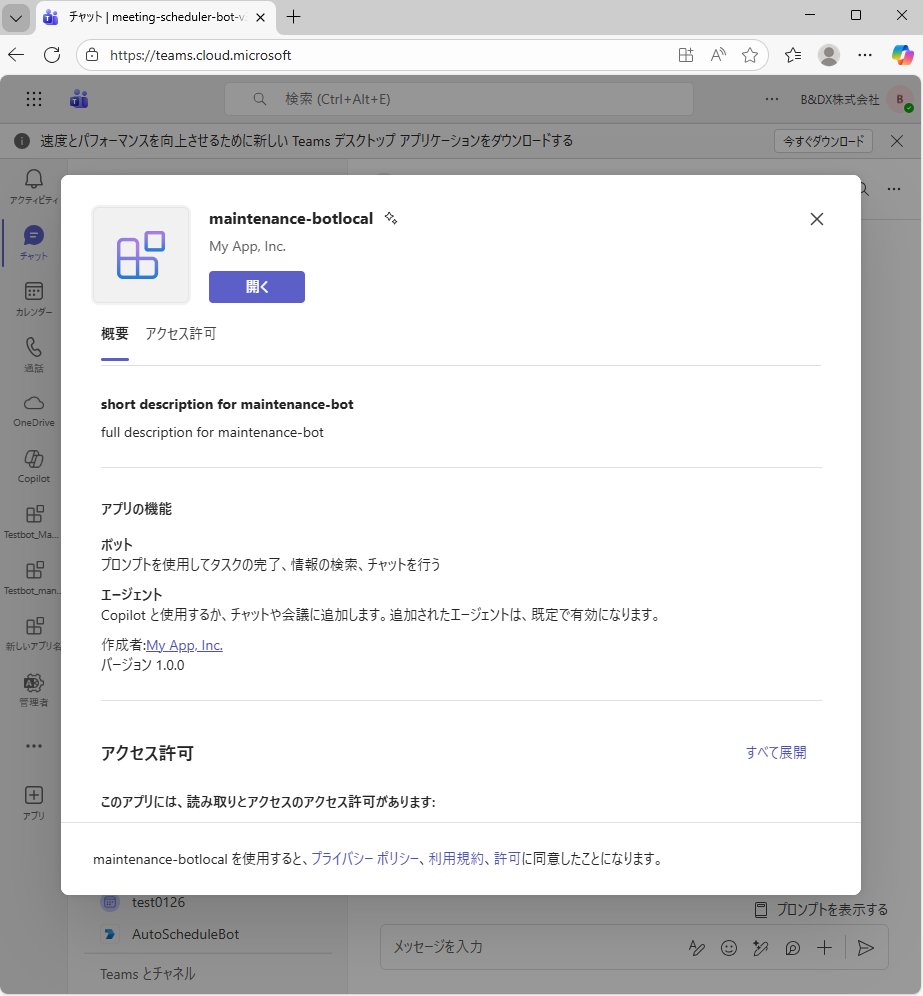 チャット | meeting-scheduler-bot-v
https://teams.cloud.microsoft
検索 (Ctrl+Alt+E)
B&DX株式会社
B
速度とパフォーマンスを向上させるために新しい Teams デスクトップ アプリケーションをダウンロードする
今すぐダウンロード
アクティビティ
チャット
カレンダー
通話
OneDrive
Copilot
Testbot_Ma...
Testbot_man...
新しいアプリ名
管理者
アプリ
maintenance-botlocal
My App, Inc.
開く
概要
アクセス許可
short description for maintenance-bot
full description for maintenance-bot
アプリの機能
ボット
プロンプトを使用してタスクの完了、情報の検索、チャットを行う
エージェント
Copilot と使用するか、チャットや会議に追加します。追加されたエージェントは、既定で有効になります。
作成者:My App, Inc.
バージョン 1.0.0
アクセス許可
すべて展開
このアプリには、読み取りとアクセスのアクセス許可があります:
maintenance-botlocal を使用すると、プライバシー ポリシー、利用規約、許可に同意したことになります。
test0126
AutoScheduleBot
Teams とチャネル
プロンプトを表示する
メッセージを入力